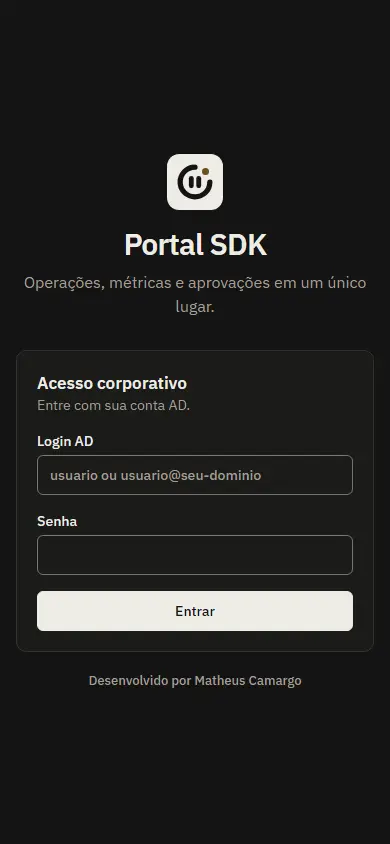 Portal SDK
Operações, métricas e aprovações em um único
lugar.
Acesso corporativo
Entre com sua conta AD.
Login AD
usuario ou usuario@seu-dominio
Senha
Entrar
Desenvolvido por Matheus Camargo